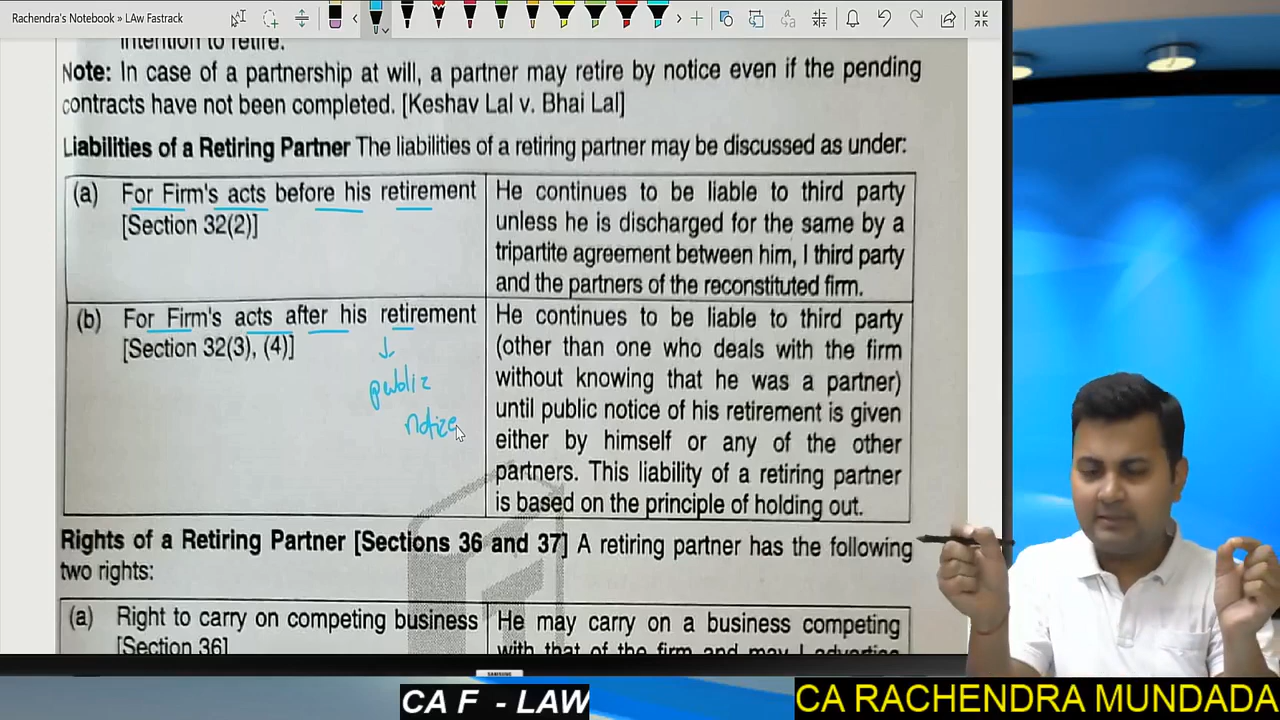 Rachendra's Notebook » LAw Fastrack
intention to retire.
Note: In case of a partnership at will, a partner may retire by notice even if the pending
contracts have not been completed. [Keshav Lal v. Bhai Lal]
Liabilities of a Retiring Partner The liabilities of a retiring partner may be discussed as under:
(a) For Firm's acts before his retirement
[Section 32(2)]
He continues to be liable to third party
unless he is discharged for the same by a
tripartite agreement between him, I third party
and the partners of the reconstituted firm.
(b) For Firm's acts after his retirement
[Section 32(3), (4)]
public
notice
He continues to be liable to third party
(other than one who deals with the firm
without knowing that he was a partner)
until public notice of his retirement is given
either by himself or any of the other
partners. This liability of a retiring partner
is based on the principle of holding out.
Rights of a Retiring Partner [Sections 36 and 37] A retiring partner has the following
two rights:
(a) Right to carry on competing business
[Section 36]
He may carry on a business competing
with that of the firm and may I advertise
SAMSUNG
CA F - LAW
CA RACHENDRA MUNDADA